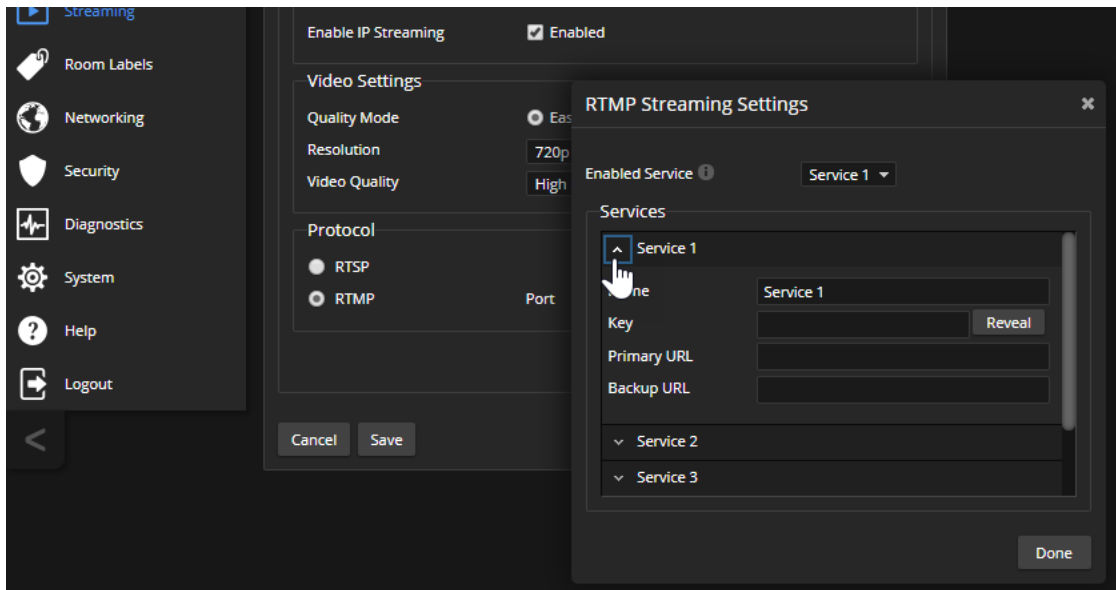 Streaming
Room Labels
Networking
Security
Diagnostics
System
Help
Logout
Enable IP Streaming
Enabled
Video Settings
Quality Mode
Eas
Resolution
720p
Video Quality
High
Protocol
RTSP
RTMP
Port
Cancel
Save
RTMP Streaming Settings
Enabled Service
Service 1
Services
Service 1
Service 1
Key
Reveal
Primary URL
Backup URL
Service 2
Service 3
Done